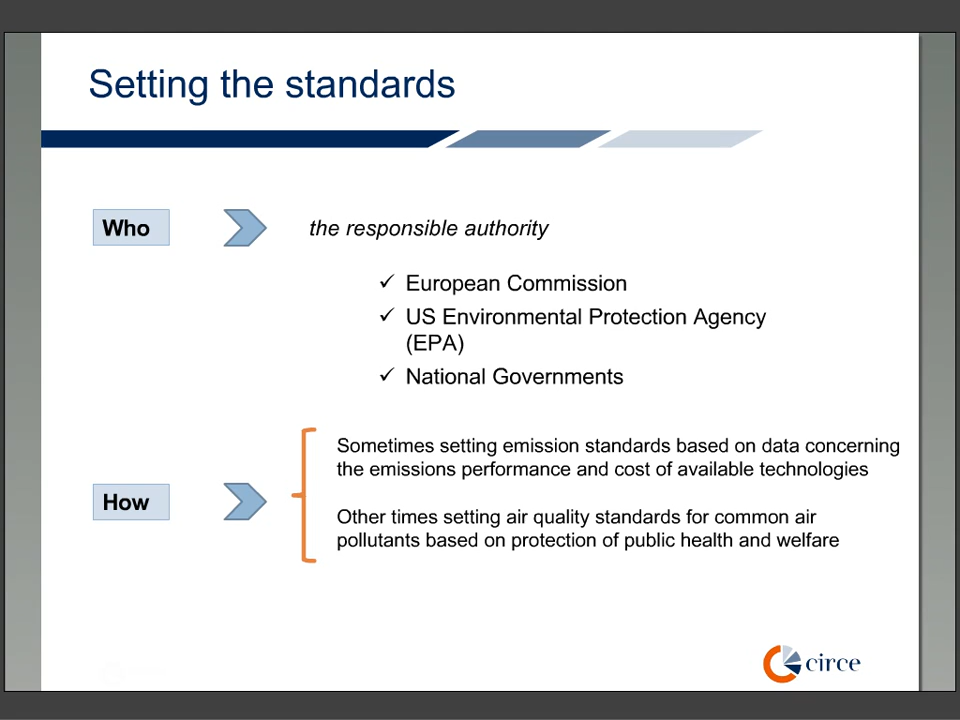 Setting the standards
Who
the responsible authority
✓ European Commission
✓ US Environmental Protection Agency
(EPA)
✓ National Governments
How
Sometimes setting emission standards based on data concerning
the emissions performance and cost of available technologies
Other times setting air quality standards for common air
pollutants based on protection of public health and welfare
circe